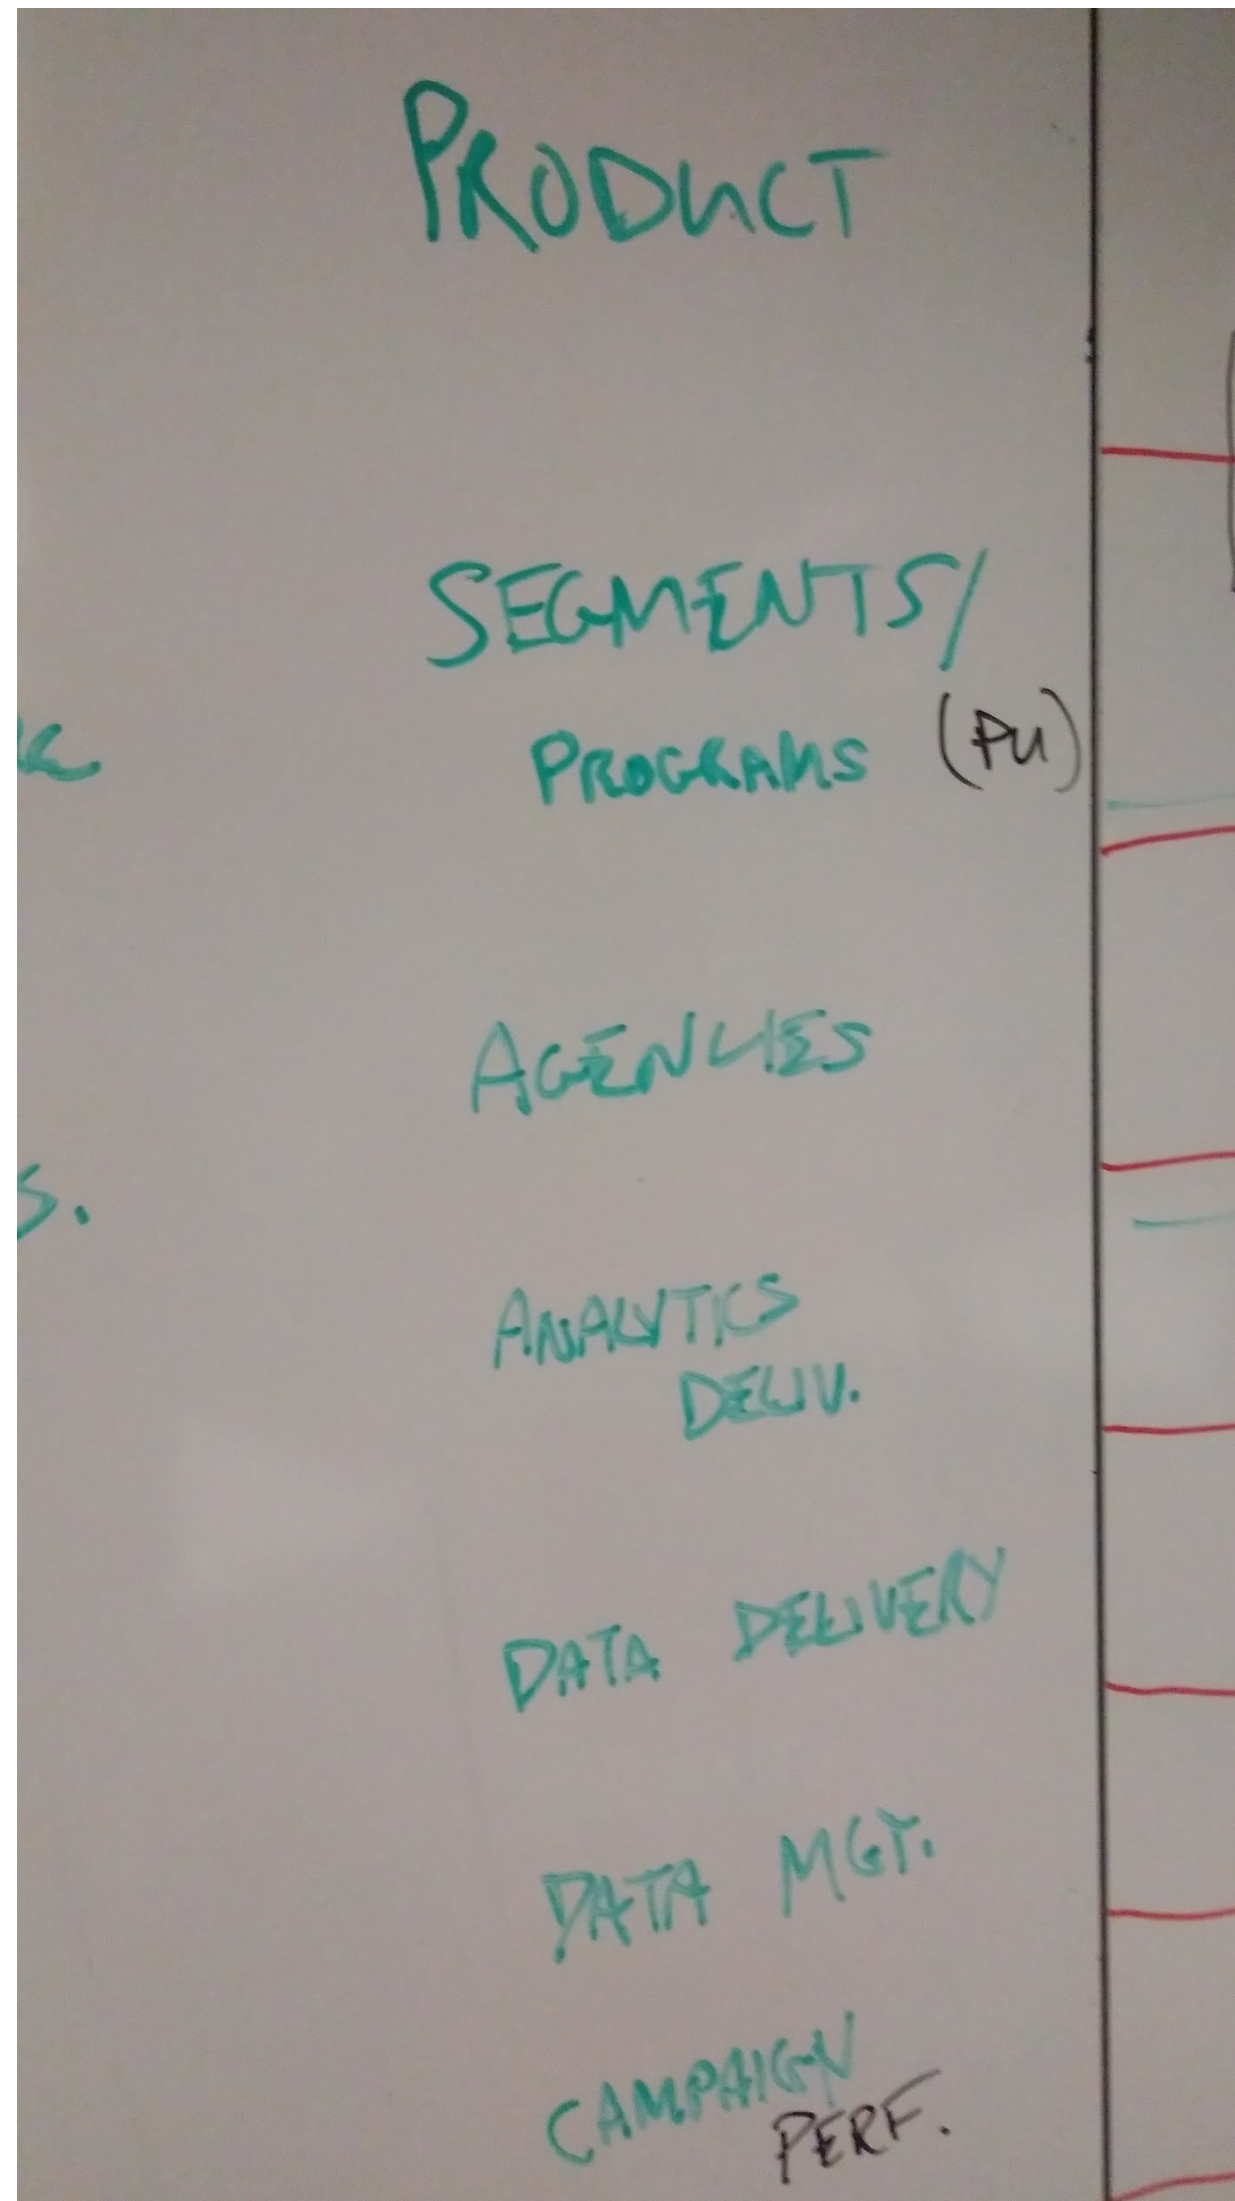 PRODUCT
SEGMENTS/
PROGRAMS (PU)
AGENCIES
S.
ANALYTICS
DELIV.
DATA DELIVERY
DATA MGT.
CAMPAIGN
PERF.